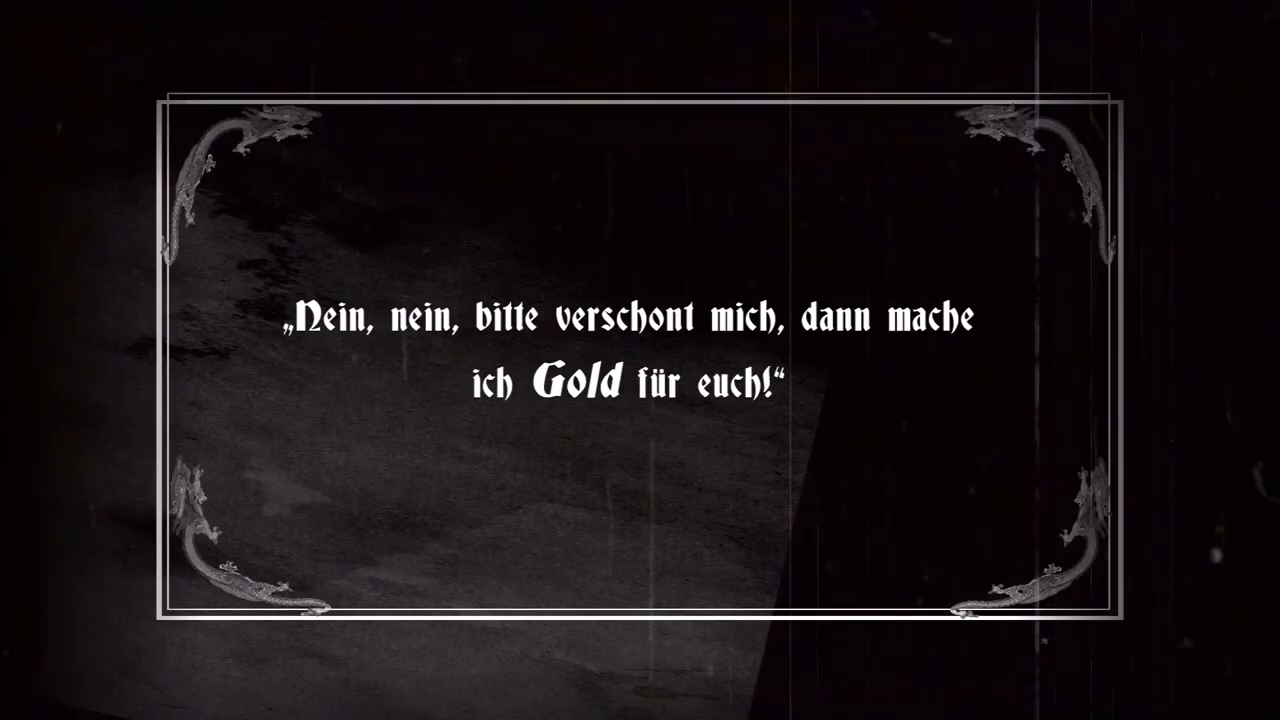 „Nein, nein, bitte verschont mich, dann mache
ich Gold für euch!“